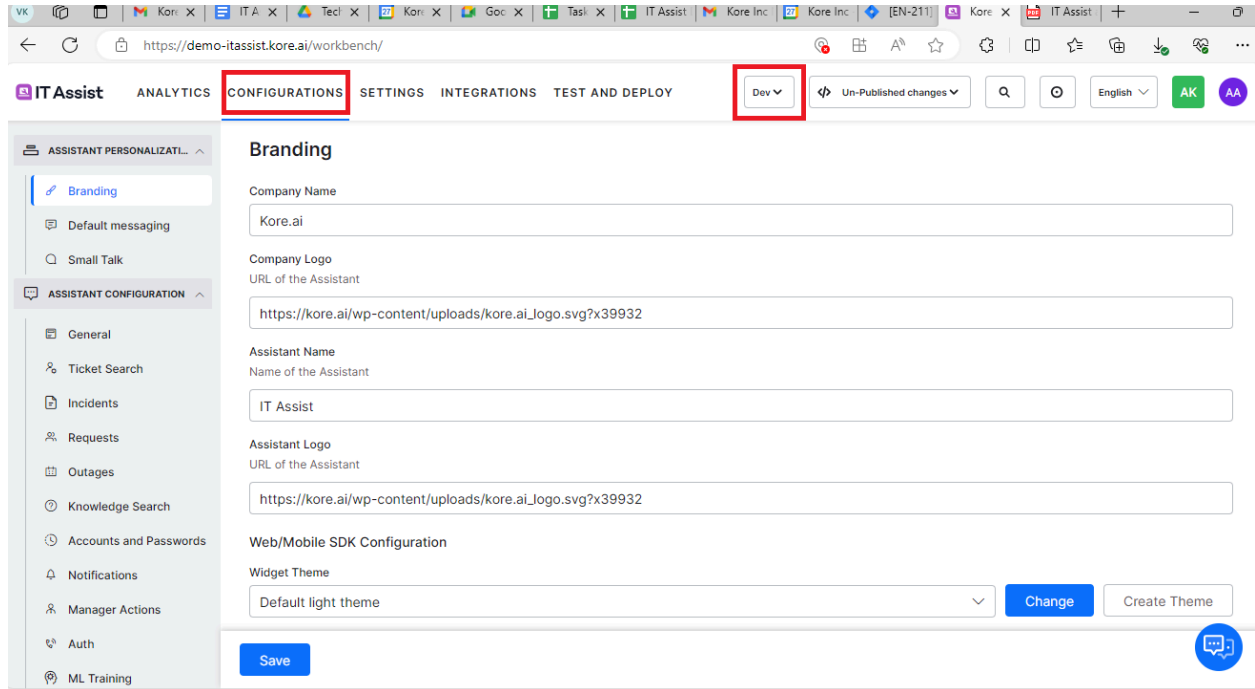 VK Kore IT A Tech Kore Goo Task IT Assist Kore Inc 27 Kore Inc [EN-211] Kore IT Assist
https://demo-itassist.kore.ai/workbench/
IT Assist ANALYTICS CONFIGURATIONS SETTINGS INTEGRATIONS TEST AND DEPLOY Dev </> Un-Published changes English AK AA
ASSISTANT PERSONALIZATI...
Branding
Default messaging
Small Talk
ASSISTANT CONFIGURATION
General
Ticket Search
Incidents
Requests
Outages
Knowledge Search
Accounts and Passwords
Notifications
Manager Actions
Auth
ML Training
Branding
Company Name
Kore.ai
Company Logo
URL of the Assistant
https://kore.ai/wp-content/uploads/kore.ai_logo.svg?x39932
Assistant Name
Name of the Assistant
IT Assist
Assistant Logo
URL of the Assistant
https://kore.ai/wp-content/uploads/kore.ai_logo.svg?x39932
Web/Mobile SDK Configuration
Widget Theme
Default light theme Change Create Theme
Save